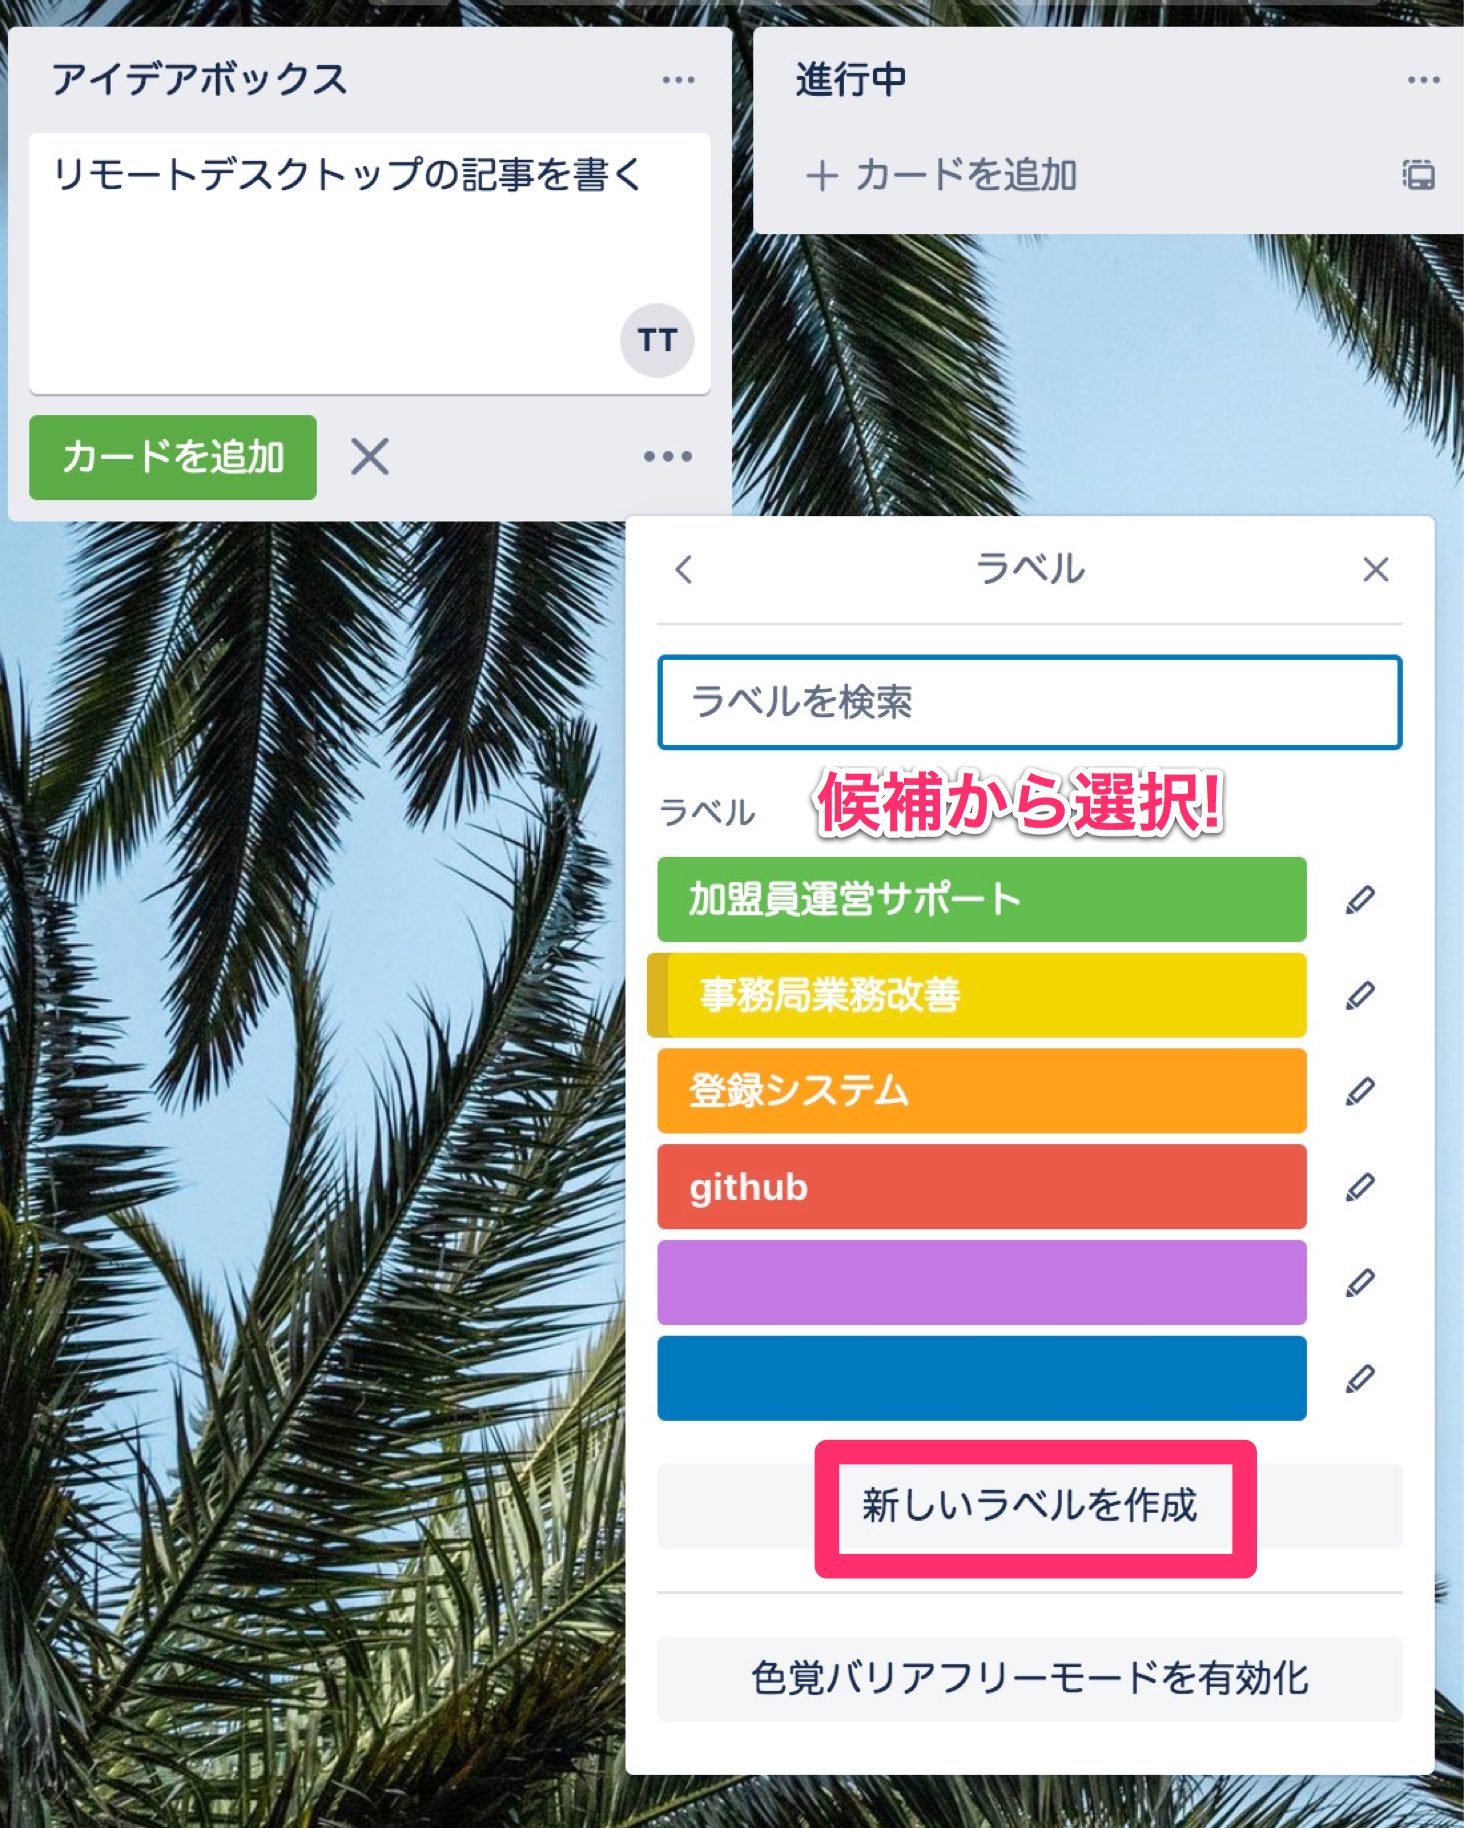 アイデアボックス
リモートデスクトップの記事を書く
TT
カードを追加
進行中
カードを追加
ラベル
ラベルを検索
ラベル
候補から選択!
加盟員運営サポート
事務局業務改善
登録システム
github
新しいラベルを作成
色覚バリアフリーモードを有効化